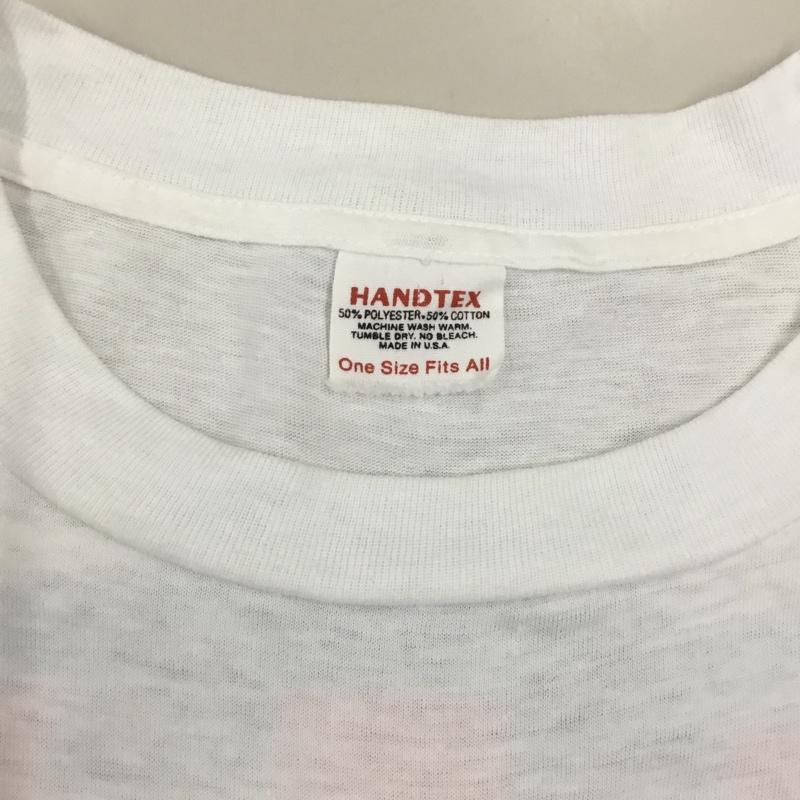 HANDTEX
50% POLYESTER•50% COTTON
MACHINE WASH WARM.
TUMBLE DRY. NO BLEACH.
MADE IN U.S.A.
One Size Fits All